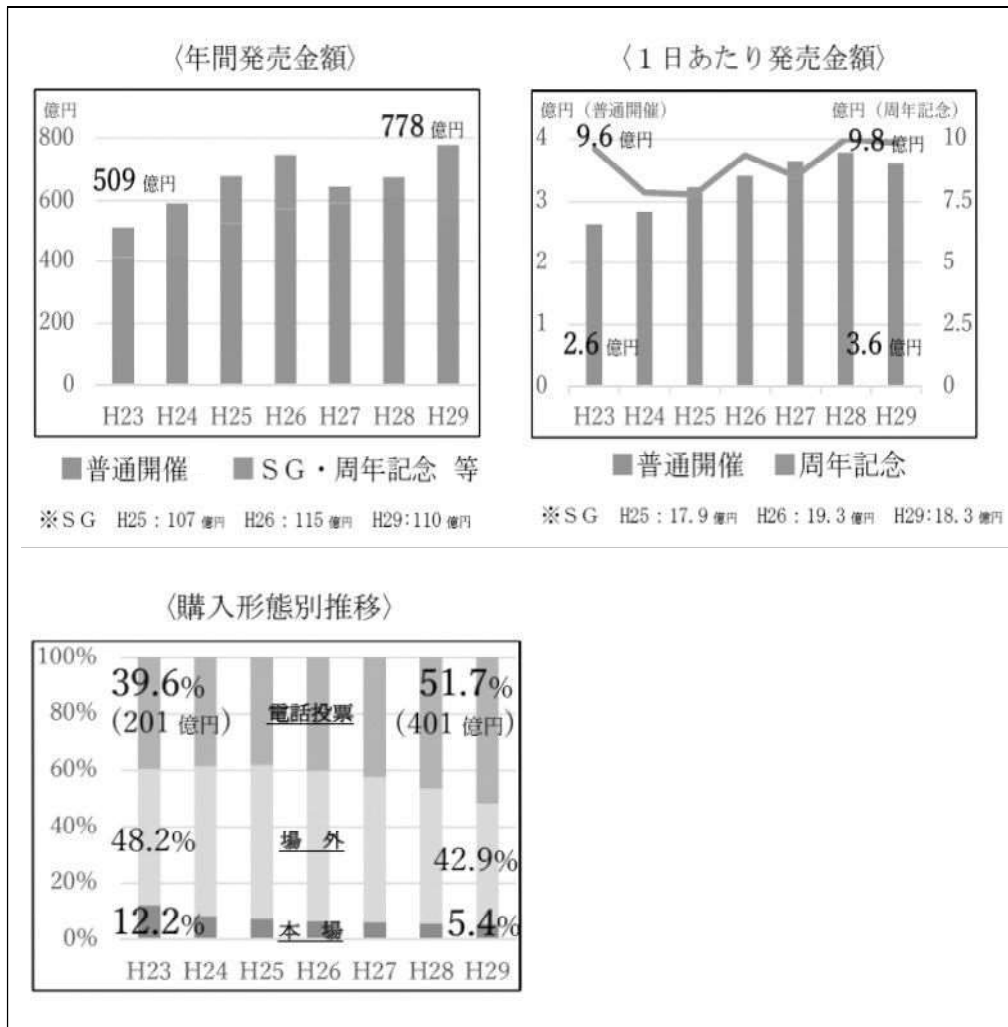 〈年間発売金額〉
億円
800
600
400
200
0
509 億円
778 億円
H23 H24 H25 H26 H27 H28 H29
■普通開催 ■ＳＧ・周年記念 等
※ＳＧ H25：107 億円 H26：115 億円 H29:110 億円
〈１日あたり発売金額〉
億円（普通開催） 億円（周年記念）
4
3
2
1
0
10
7.5
5
2.5
0
9.6 億円
9.8 億円
2.6 億円
3.6 億円
H23 H24 H25 H26 H27 H28 H29
■普通開催 ■周年記念
※ＳＧ H25：17.9 億円 H26：19.3 億円 H29:18.3 億円
〈購入形態別推移〉
100%
80%
60%
40%
20%
0%
39.6%
(201 億円)
電話投票
51.7%
(401 億円)
48.2%
場 外
42.9%
12.2%
本 場
5.4%
H23 H24 H25 H26 H27 H28 H29